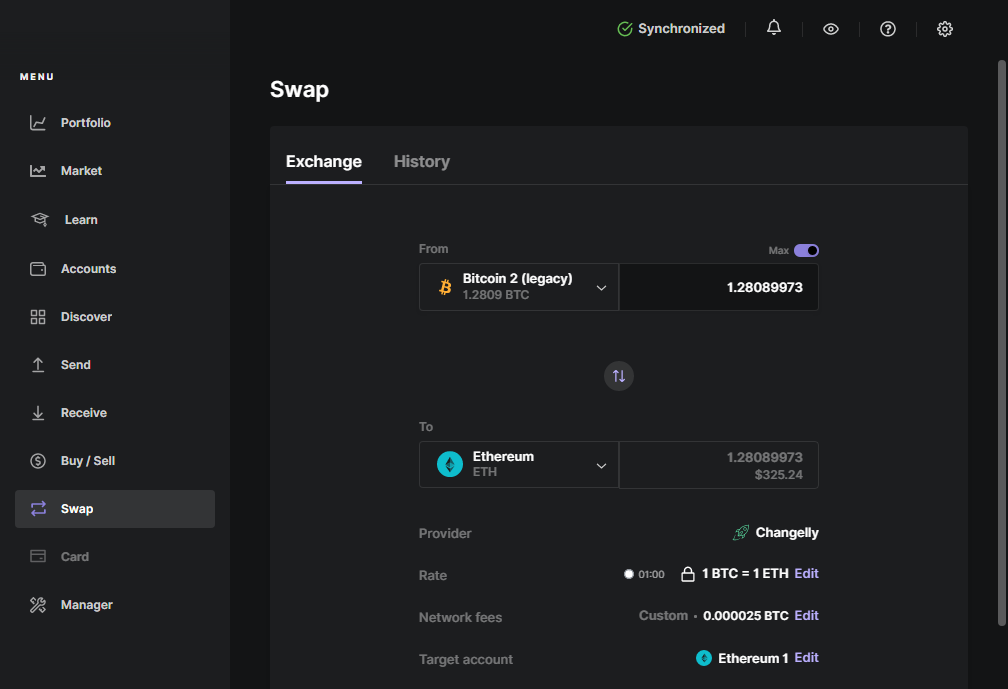 Synchronized
MENU
Portfolio
Market
Learn
Accounts
Discover
Send
Receive
Buy / Sell
Swap
Card
Manager
Swap
Exchange History
From Max
Bitcoin 2 (legacy)
1.2809 BTC
1.28089973
To
Ethereum
ETH
1.28089973
$325.24
Provider Changelly
Rate 01:00 1 BTC = 1 ETH Edit
Network fees Custom • 0.000025 BTC Edit
Target account Ethereum 1 Edit